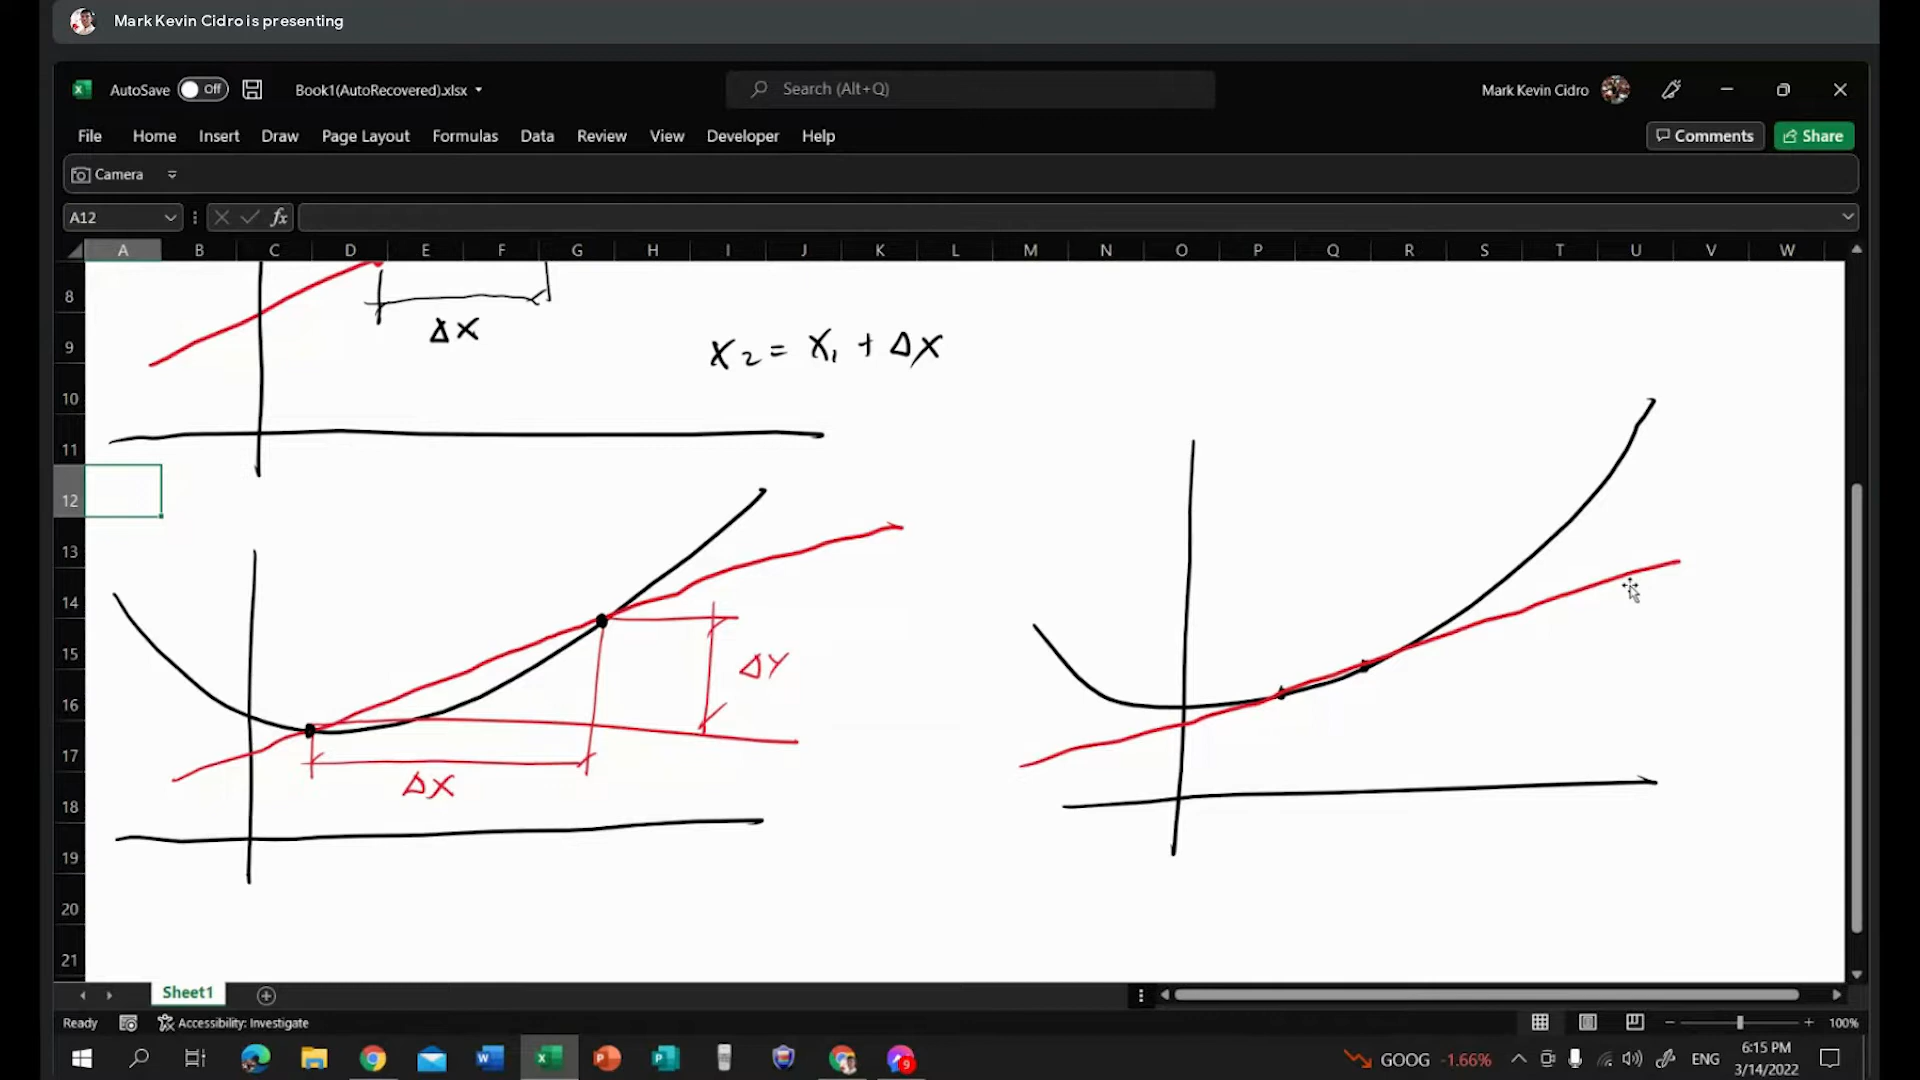 Mark Kevin Cidro is presenting
AutoSave Off Book1(AutoRecovered).xlsx Search (Alt+Q) Mark Kevin Cidro
File Home Insert Draw Page Layout Formulas Data Review View Developer Help Comments Share
Camera
A12 fx
A B C D E F G H I J K L M N O P Q R S T U V W
8
ΔX
9
X2 = X1 + ΔX
10
11
12
13
14
15
ΔY
16
17
ΔX
18
19
20
21
Sheet1
Ready Accessibility: Investigate 100%
9 GOOG -1.66% ENG 6:15 PM
3/14/2022